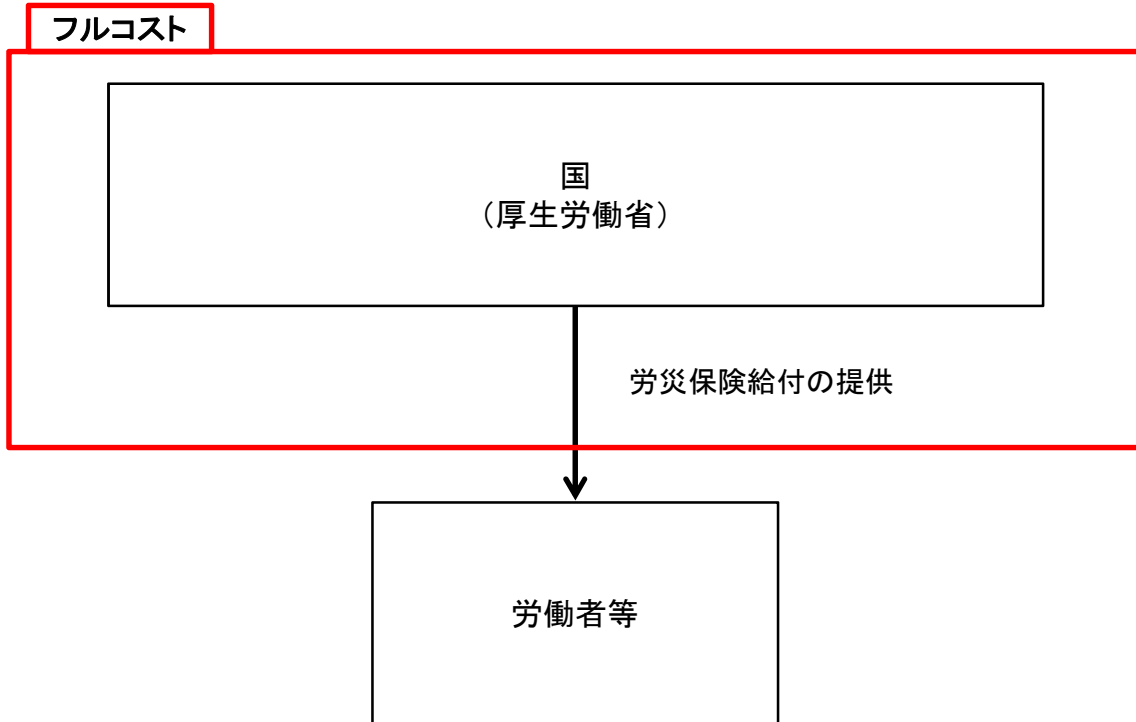 フルコスト
国
（厚生労働省）
労災保険給付の提供
労働者等